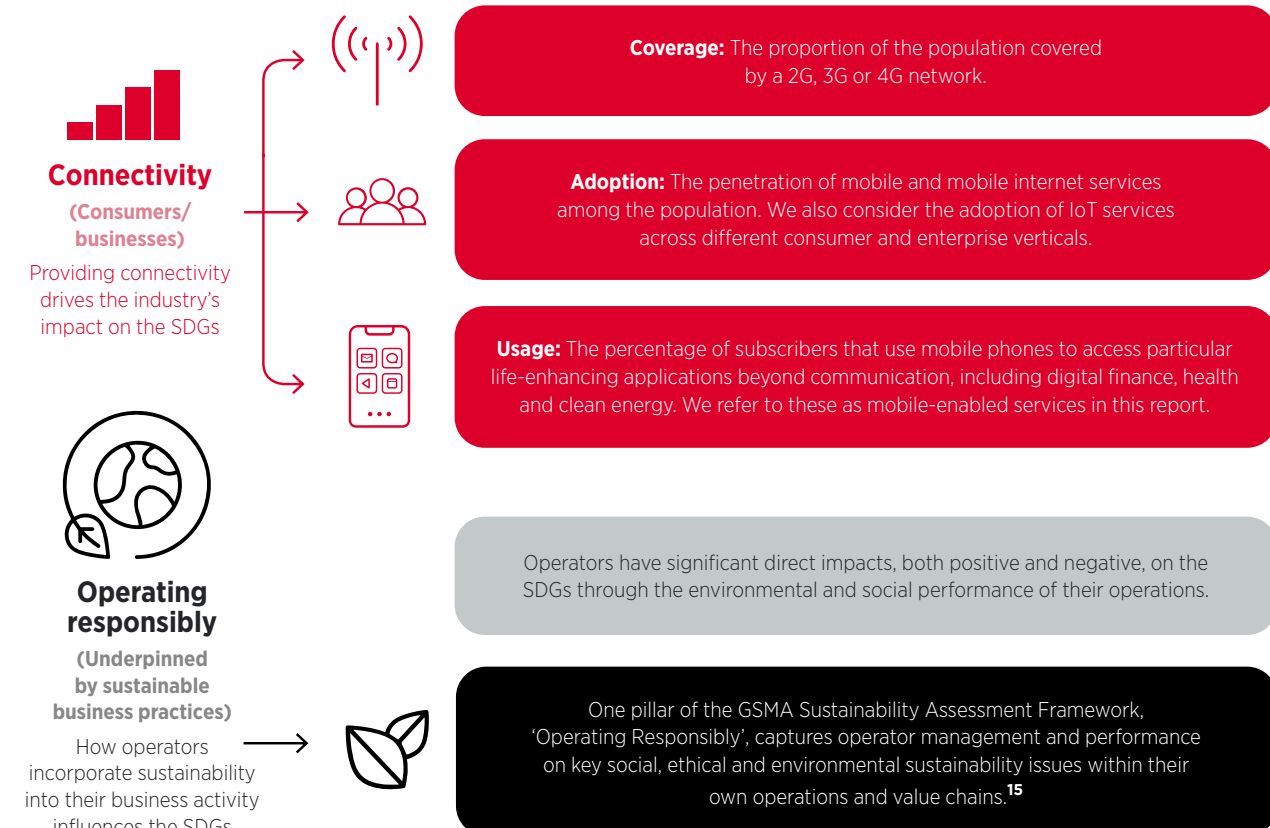 Connectivity
(Consumers/
businesses)
Providing connectivity
drives the industry's
impact on the SDGs
Coverage: The proportion of the population covered
by a 2G, 3G or 4G network.
Adoption: The penetration of mobile and mobile internet services
among the population. We also consider the adoption of IoT services
across different consumer and enterprise verticals.
Usage: The percentage of subscribers that use mobile phones to access particular
life-enhancing applications beyond communication, including digital finance, health
and clean energy. We refer to these as mobile-enabled services in this report.
Operating
responsibly
(Underpinned
by sustainable
business practices)
How operators
incorporate sustainability
into their business activity
influences the SDGs
Operators have significant direct impacts, both positive and negative, on the
SDGs through the environmental and social performance of their operations.
One pillar of the GSMA Sustainability Assessment Framework,
‘Operating Responsibly’, captures operator management and performance
on key social, ethical and environmental sustainability issues within their
own operations and value chains.15